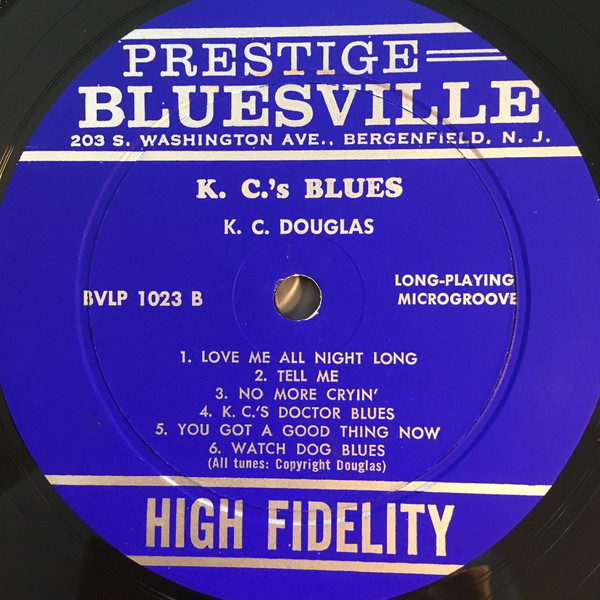 PRESTIGE
BLUESVILLE
203 S. WASHINGTON AVE., BERGENFIELD, N. J.
K. C.'s BLUES
K. C. DOUGLAS
BVLP 1023 B
LONG-PLAYING
MICROGROOVE
1. LOVE ME ALL NIGHT LONG
2. TELL ME
3. NO MORE CRYIN'
4. K. C.'S DOCTOR BLUES
5. YOU GOT A GOOD THING NOW
6. WATCH DOG BLUES
(All tunes: Copyright Douglas)
HIGH FIDELITY